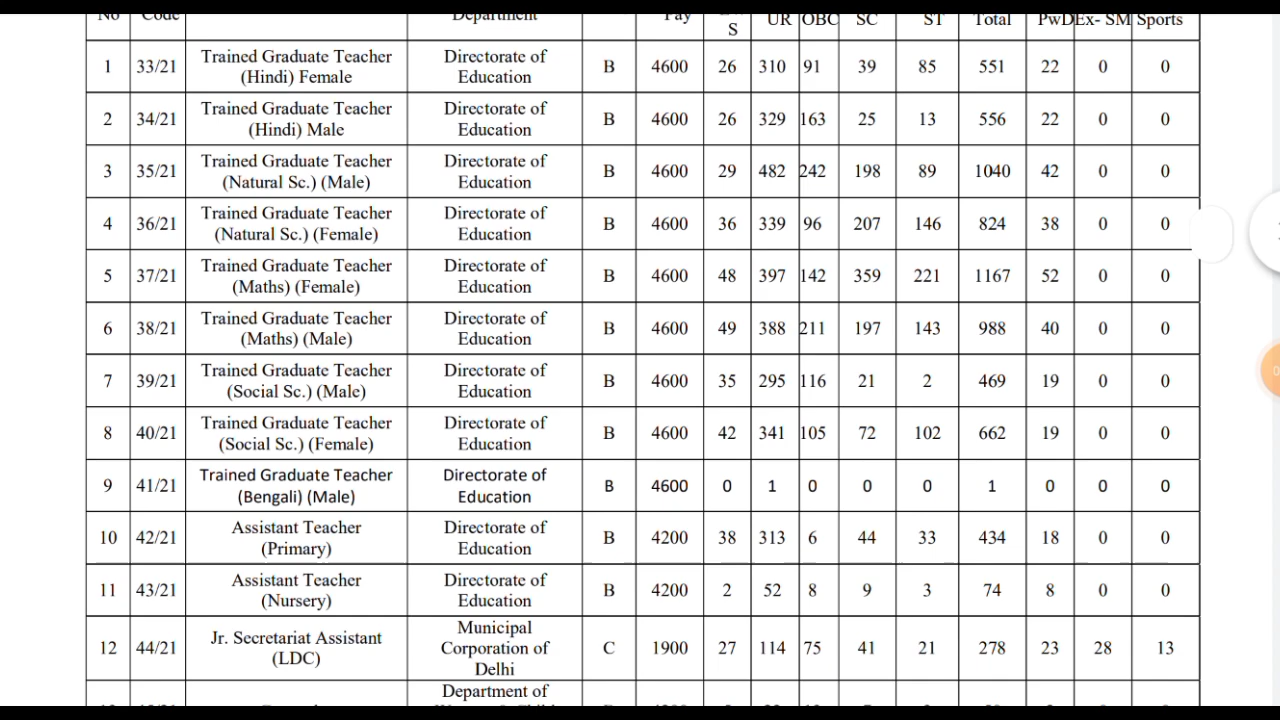 No Code Department Pay S UR OBC SC ST Total PwD Ex- SM Sports
1 33/21 Trained Graduate Teacher (Hindi) Female Directorate of Education B 4600 26 310 91 39 85 551 22 0 0
2 34/21 Trained Graduate Teacher (Hindi) Male Directorate of Education B 4600 26 329 163 25 13 556 22 0 0
3 35/21 Trained Graduate Teacher (Natural Sc.) (Male) Directorate of Education B 4600 29 482 242 198 89 1040 42 0 0
4 36/21 Trained Graduate Teacher (Natural Sc.) (Female) Directorate of Education B 4600 36 339 96 207 146 824 38 0 0
5 37/21 Trained Graduate Teacher (Maths) (Female) Directorate of Education B 4600 48 397 142 359 221 1167 52 0 0
6 38/21 Trained Graduate Teacher (Maths) (Male) Directorate of Education B 4600 49 388 211 197 143 988 40 0 0
7 39/21 Trained Graduate Teacher (Social Sc.) (Male) Directorate of Education B 4600 35 295 116 21 2 469 19 0 0
8 40/21 Trained Graduate Teacher (Social Sc.) (Female) Directorate of Education B 4600 42 341 105 72 102 662 19 0 0
9 41/21 Trained Graduate Teacher (Bengali) (Male) Directorate of Education B 4600 0 1 0 0 0 1 0 0 0
10 42/21 Assistant Teacher (Primary) Directorate of Education B 4200 38 313 6 44 33 434 18 0 0
11 43/21 Assistant Teacher (Nursery) Directorate of Education B 4200 2 52 8 9 3 74 8 0 0
12 44/21 Jr. Secretariat Assistant (LDC) Municipal Corporation of Delhi C 1900 27 114 75 41 21 278 23 28 13
Department of